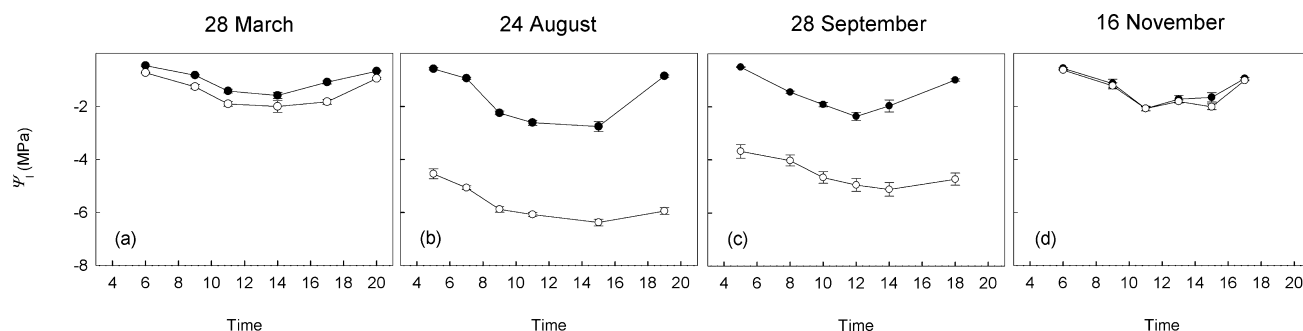 28 March
24 August
28 September
16 November
Ψl (MPa)
-2
-4
-6
-8
(a)
(b)
(c)
(d)
4 6 8 10 12 14 16 18 20
4 6 8 10 12 14 16 18 20
4 6 8 10 12 14 16 18 20
4 6 8 10 12 14 16 18 20
Time
Time
Time
Time